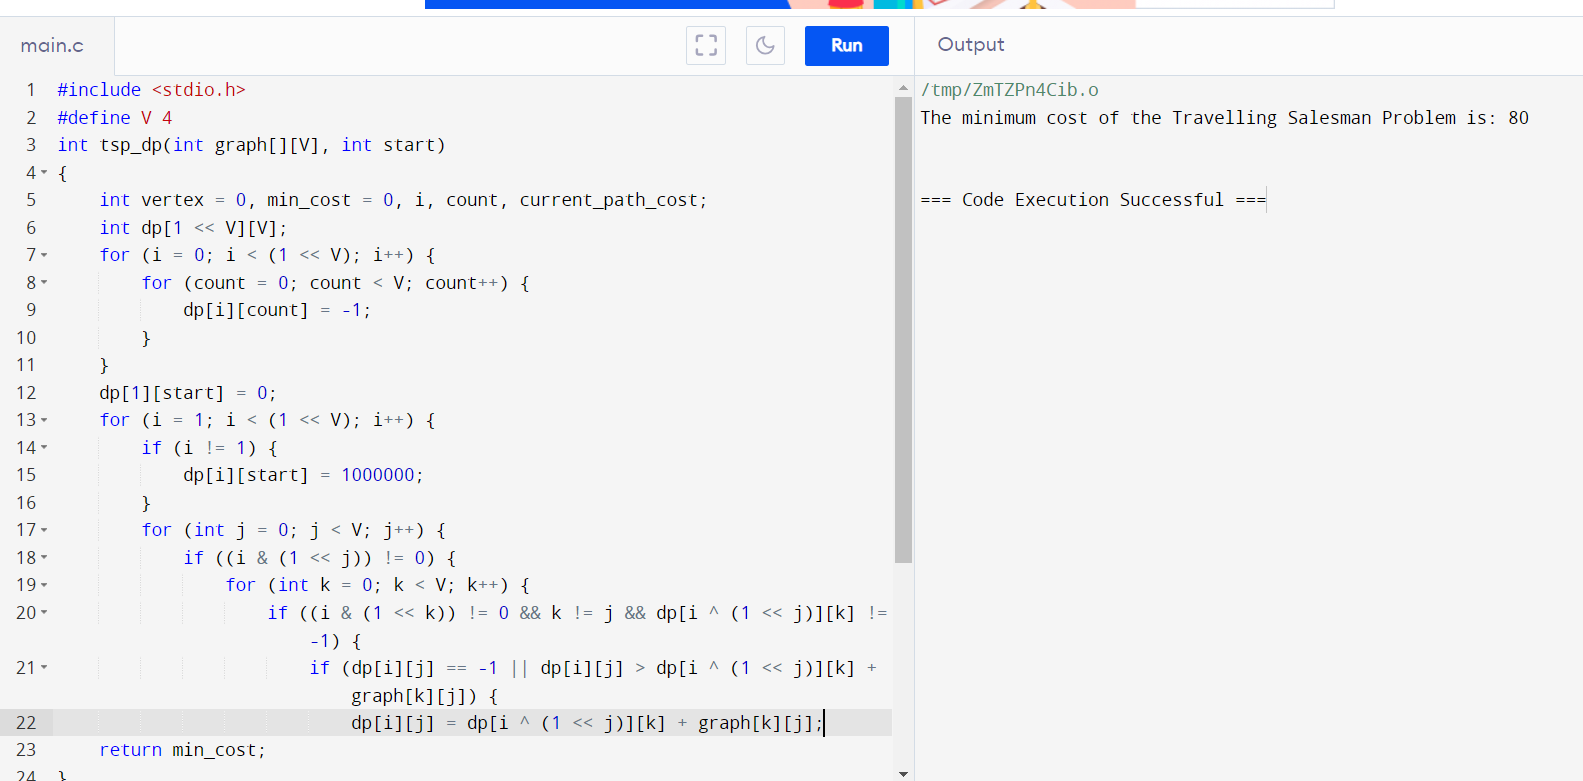 main.c
Run
Output
1 #include <stdio.h>
2 #define V 4
3 int tsp_dp(int graph[][V], int start)
4 {
5 int vertex = 0, min_cost = 0, i, count, current_path_cost;
6 int dp[1 << V][V];
7 for (i = 0; i < (1 << V); i++) {
8 for (count = 0; count < V; count++) {
9 dp[i][count] = -1;
10 }
11 }
12 dp[1][start] = 0;
13 for (i = 1; i < (1 << V); i++) {
14 if (i != 1) {
15 dp[i][start] = 1000000;
16 }
17 for (int j = 0; j < V; j++) {
18 if ((i & (1 << j)) != 0) {
19 for (int k = 0; k < V; k++) {
20 if ((i & (1 << k)) != 0 && k != j && dp[i ^ (1 << j)][k] !=
-1) {
21 if (dp[i][j] == -1 || dp[i][j] > dp[i ^ (1 << j)][k] +
graph[k][j]) {
22 dp[i][j] = dp[i ^ (1 << j)][k] + graph[k][j];
23 return min_cost;
24 }
/tmp/ZmTZPn4Cib.o
The minimum cost of the Travelling Salesman Problem is: 80
=== Code Execution Successful ===